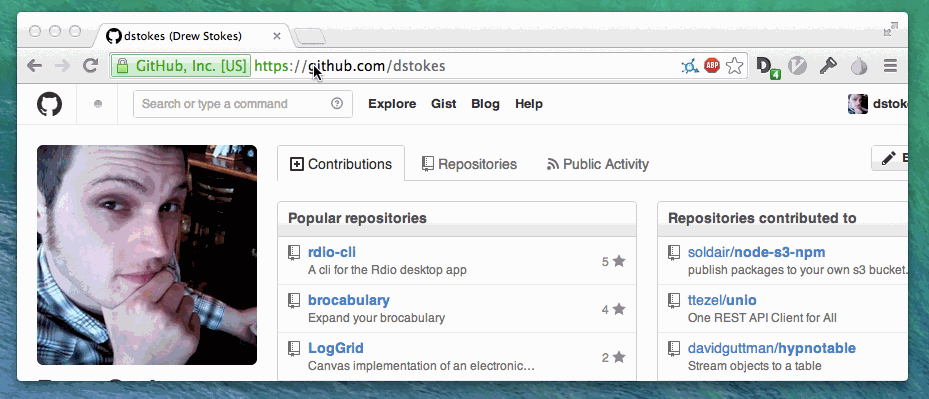 dstokes (Drew Stokes)
GitHub, Inc. [US] https://github.com/dstokes
ABP
D 4
Search or type a command
Explore Gist Blog Help
dstok
Contributions Repositories Public Activity
Popular repositories
rdio-cli
A cli for the Rdio desktop app
5
brocabulary
Expand your brocabulary
4
LogGrid
Canvas implementation of an electronic…
2
Repositories contributed to
soldair/node-s3-npm
publish packages to your own s3 bucket.
ttezel/unio
One REST API Client for All
davidguttman/hypnotable
Stream objects to a table